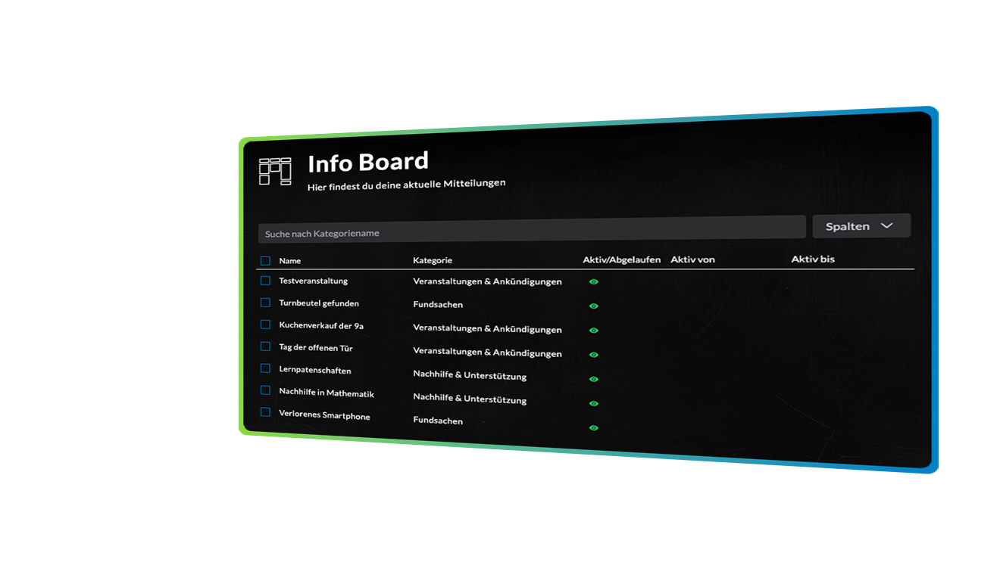 Info Board
Hier findest du deine aktuelle Mitteilungen
Suche nach Kategoriename
Spalten
Name Kategorie Aktiv/Abgelaufen Aktiv von Aktiv bis
Testveranstaltung Veranstaltungen & Ankündigungen
Turnbeutel gefunden Fundsachen
Kuchenverkauf der 9a Veranstaltungen & Ankündigungen
Tag der offenen Tür Veranstaltungen & Ankündigungen
Lernpatenschaften Nachhilfe & Unterstützung
Nachhilfe in Mathematik Nachhilfe & Unterstützung
Verlorenes Smartphone Fundsachen